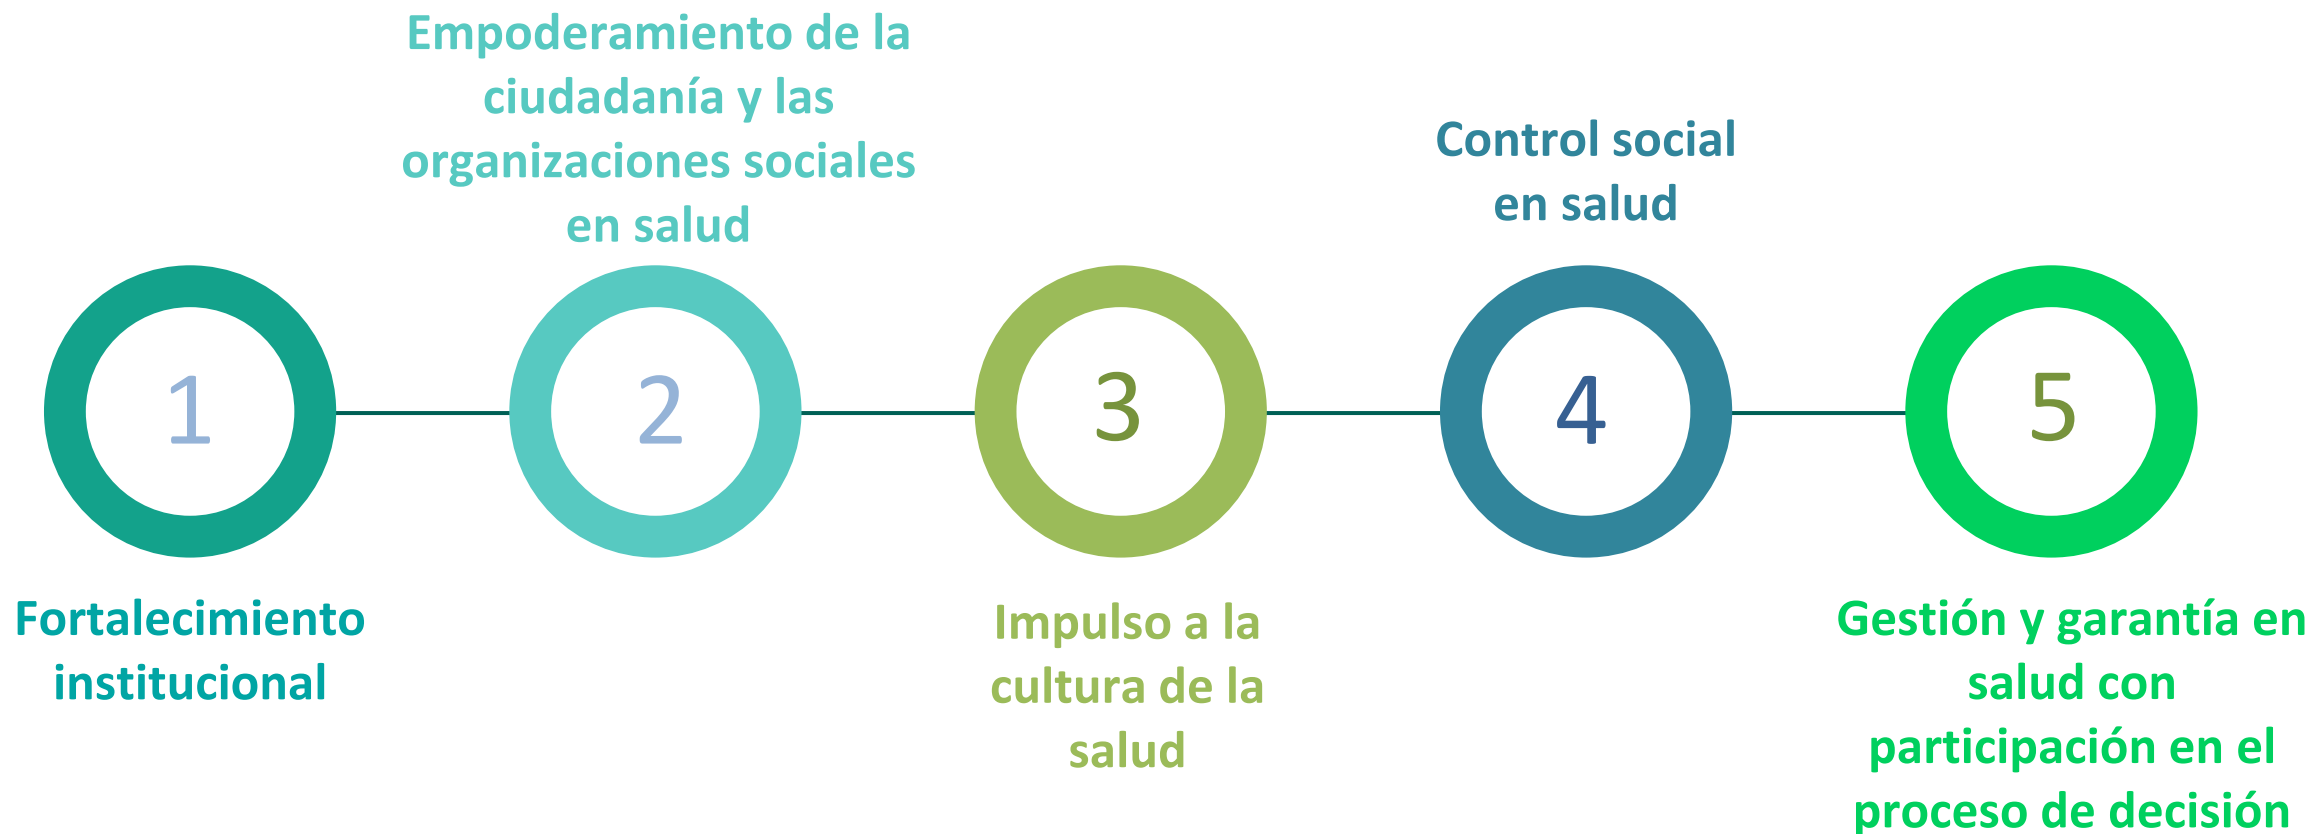 1
Fortalecimiento
institucional
Empoderamiento de la
ciudadanía y las
organizaciones sociales
en salud
2
3
Impulso a la
cultura de la
salud
Control social
en salud
4
5
Gestión y garantía en
salud con
participación en el
proceso de decisión